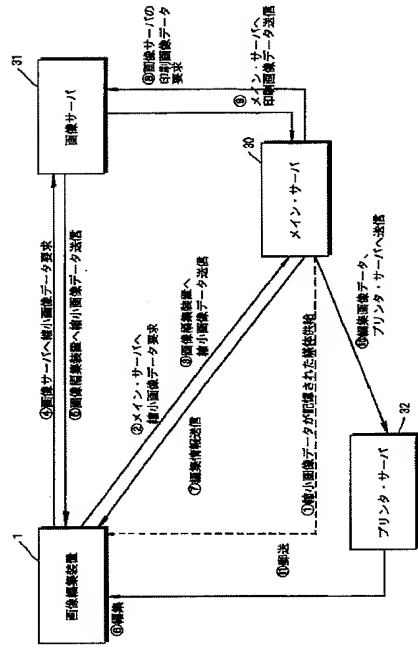 31
画像サーバ
⑧画像サーバの
印刷画像データ
要求
⑨
メイン・サーバへ
印刷画像データ送信
30
メイン・サーバ
④画像サーバへ縮小画像データ要求
⑤画像編集装置へ縮小画像データ送信
②メイン・サーバへ
縮小画像データ要求
③画像編集装置へ
縮小画像データ送信
⑦編集情報送信
①縮小画像データが記憶された媒体供給
⑩編集画像データ、
プリンタ・サーバへ送信
1
画像編集装置
⑥編集
⑪郵送
32
プリンタ・サーバ